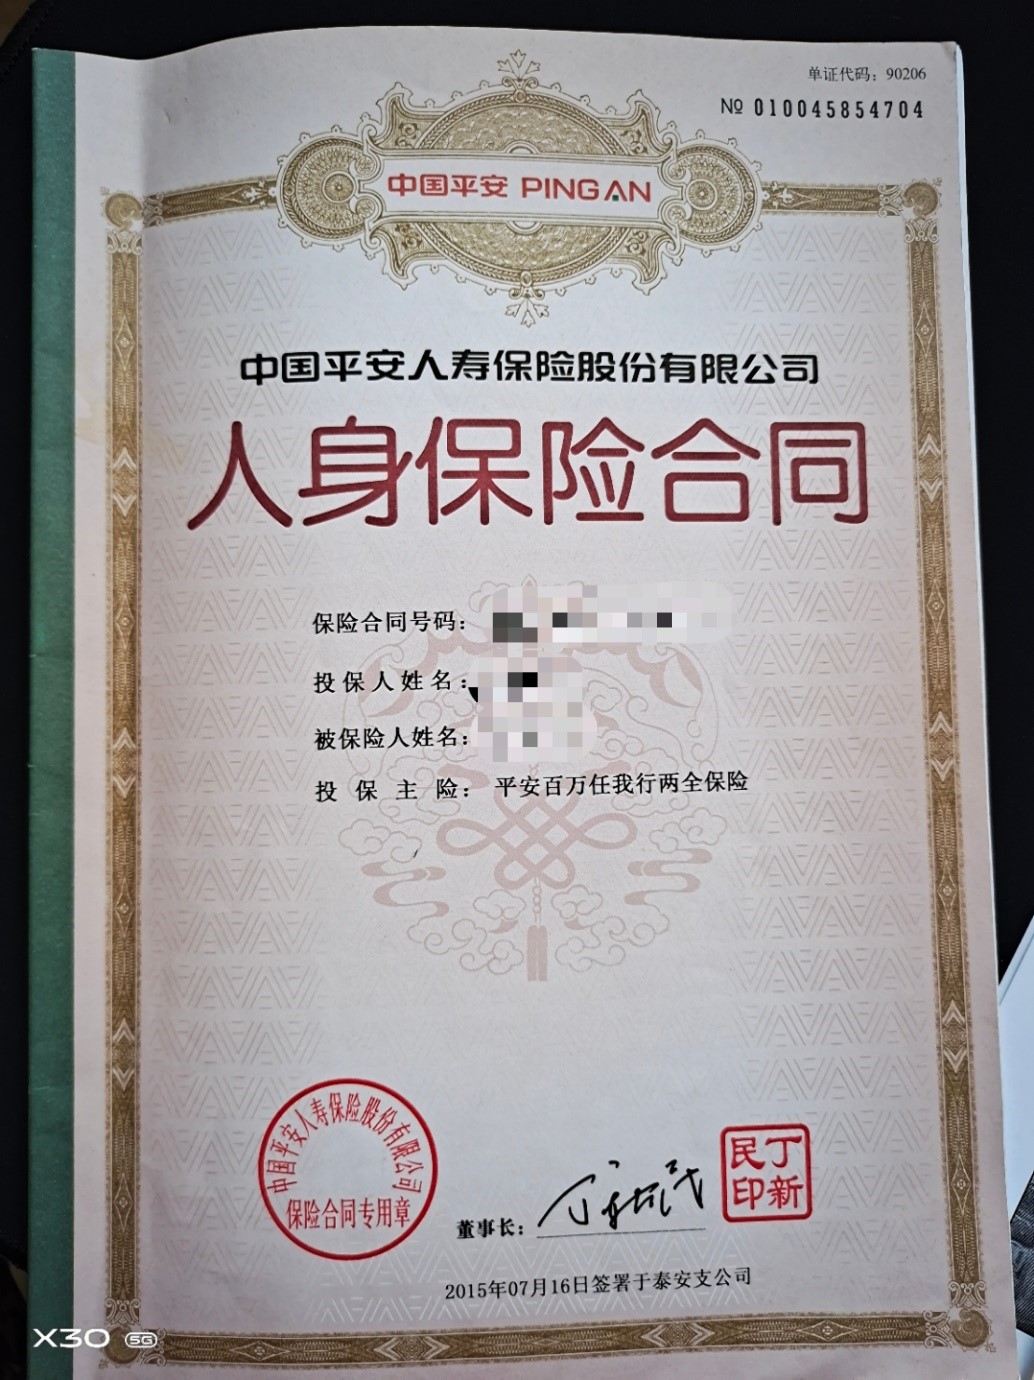 单证代码：90206
№ 010045854704
中国平安 PING AN
中国平安人寿保险股份有限公司
人身保险合同
保险合同号码：
投保人姓名：
被保险人姓名：
投保主险：平安百万任我行两全保险
中国平安人寿保险股份有限公司
保险合同专用章
董事长：
丁新民印
2015年07月16日签署于泰安支公司
X30 5G